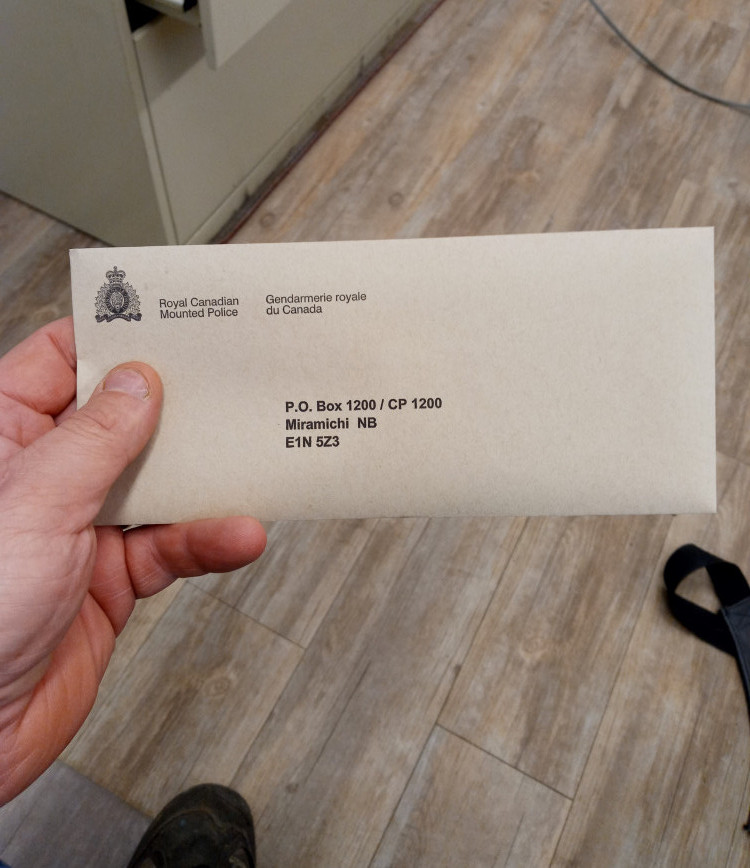 Royal Canadian
Mounted Police
Gendarmerie royale
du Canada
P.O. Box 1200 / CP 1200
Miramichi NB
E1N 5Z3